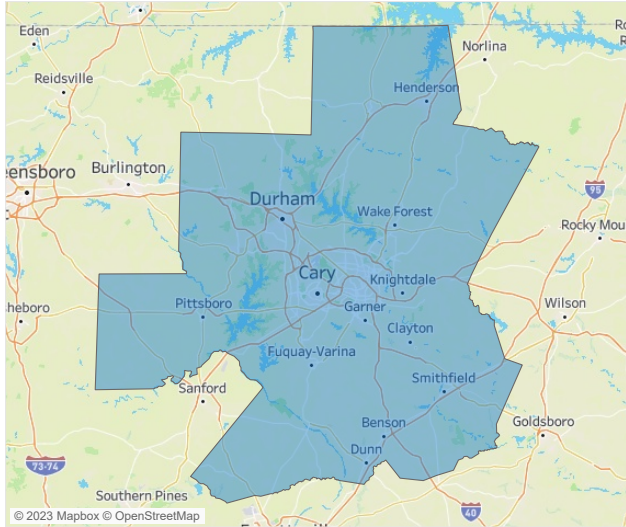 Eden
Norlina
Ro
R
Reidsville
Henderson
ensboro
Burlington
95
Durham
Wake Forest
Rocky Mou
Cary
Knightdale
heboro
Pittsboro
Garner
Wilson
Clayton
Fuquay-Varina
Sanford
Smithfield
Benson
Goldsboro
Dunn
73-74
Southern Pines
40
© 2023 Mapbox © OpenStreetMap